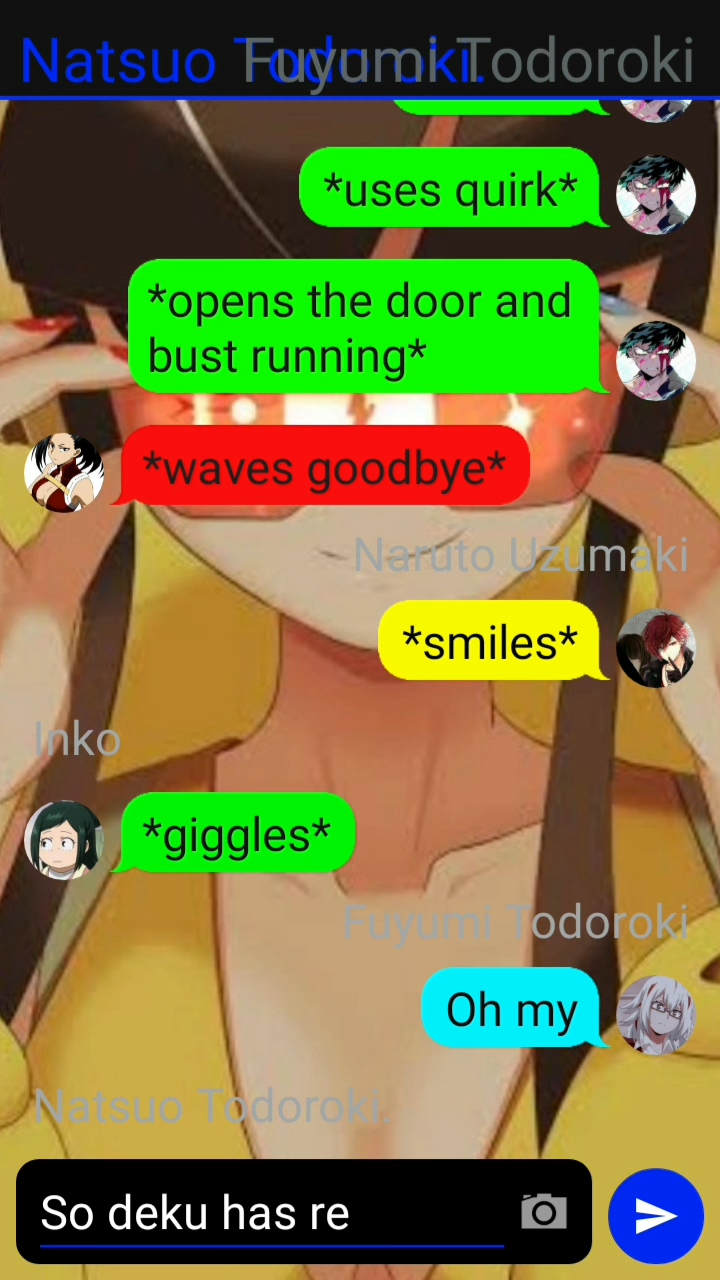 Natsuo Todoroki. Fuyumi Todoroki
*uses quirk*
*opens the door and
bust running*
*waves goodbye*
Naruto Uzumaki
*smiles*
Inko
*giggles*
Fuyumi Todoroki
Oh my
Natsuo Todoroki.
So deku has re